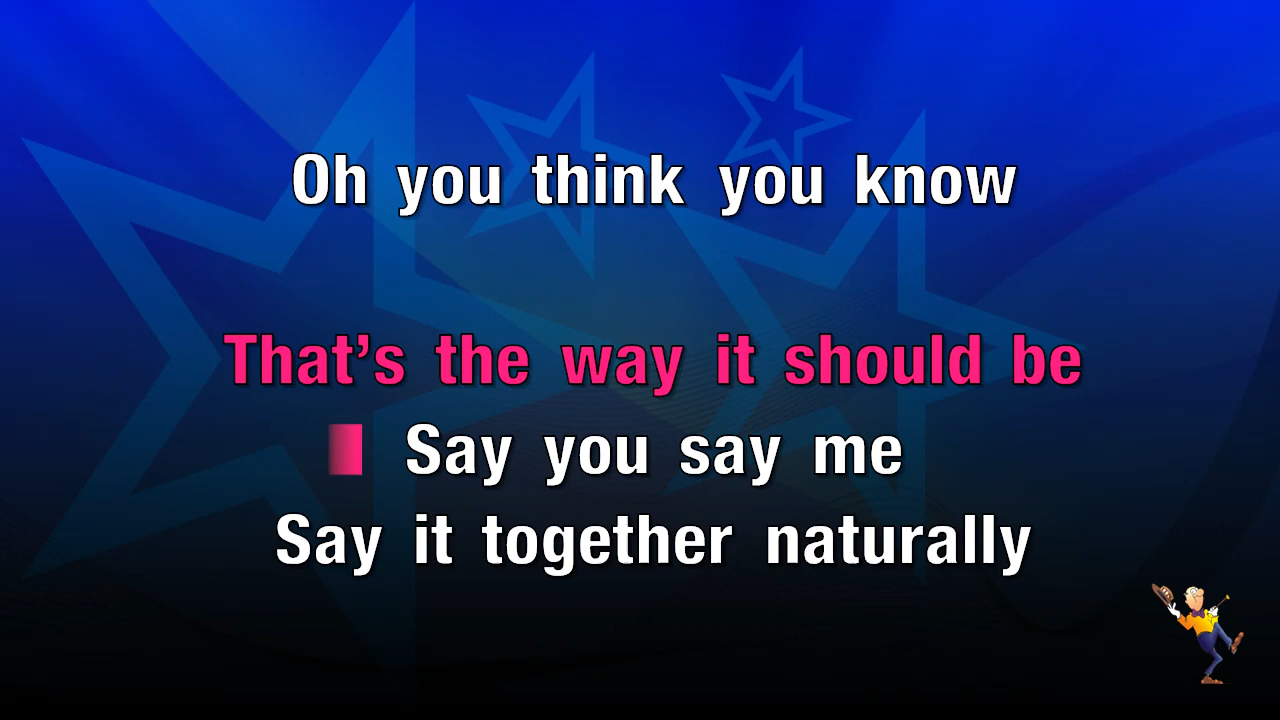 Oh you think you know
That's the way it should be
Say you say me
Say it together naturally